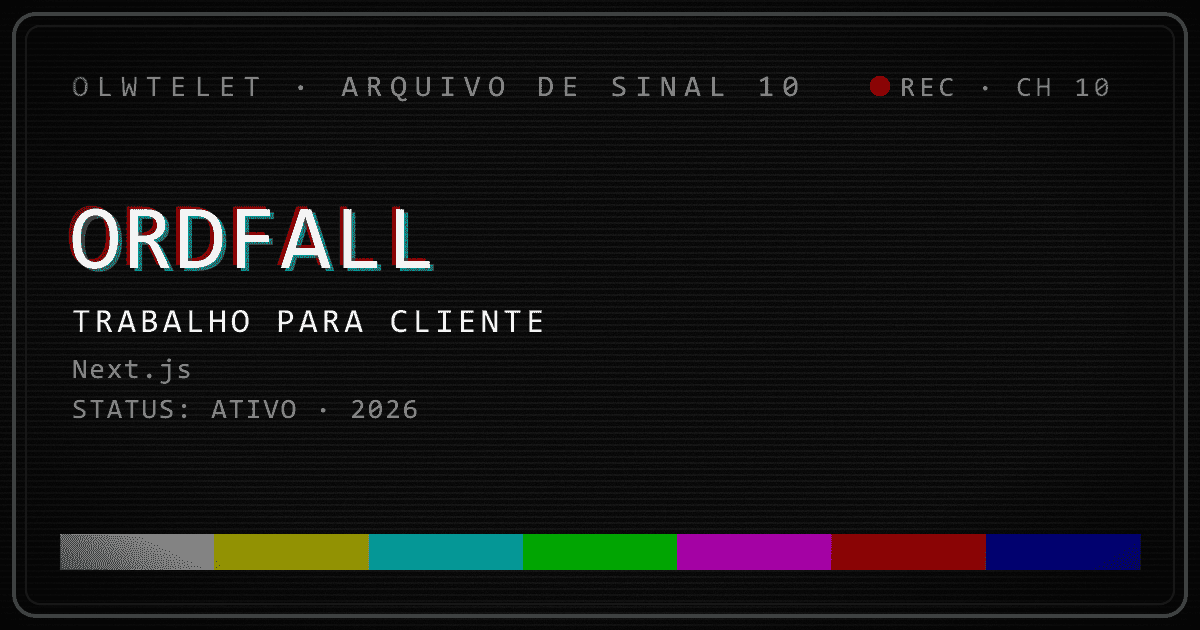 OLWTELET · ARQUIVO DE SINAL 10
REC · CH 10
ORDFALL
TRABALHO PARA CLIENTE
Next.js
STATUS: ATIVO · 2026